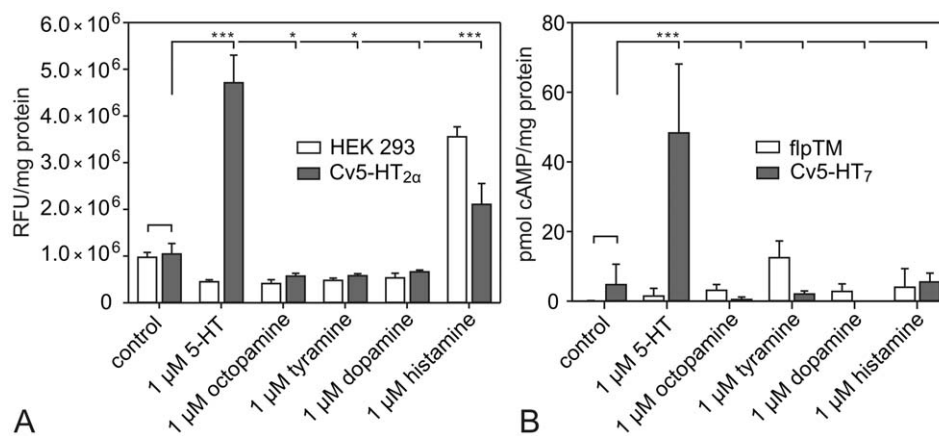 6.0 × 10⁶
5.0 × 10⁶
4.0 × 10⁶
3.0 × 10⁶
2.0 × 10⁶
1.0 × 10⁶
0
RFU/mg protein
*** * * ***
HEK 293
Cv5-HT₂α
control
1 µM 5-HT
1 µM octopamine
1 µM tyramine
1 µM dopamine
1 µM histamine
A
80
60
40
20
0
pmol cAMP/mg protein
***
flpTM
Cv5-HT₇
control
1 µM 5-HT
1 µM octopamine
1 µM tyramine
1 µM dopamine
1 µM histamine
B